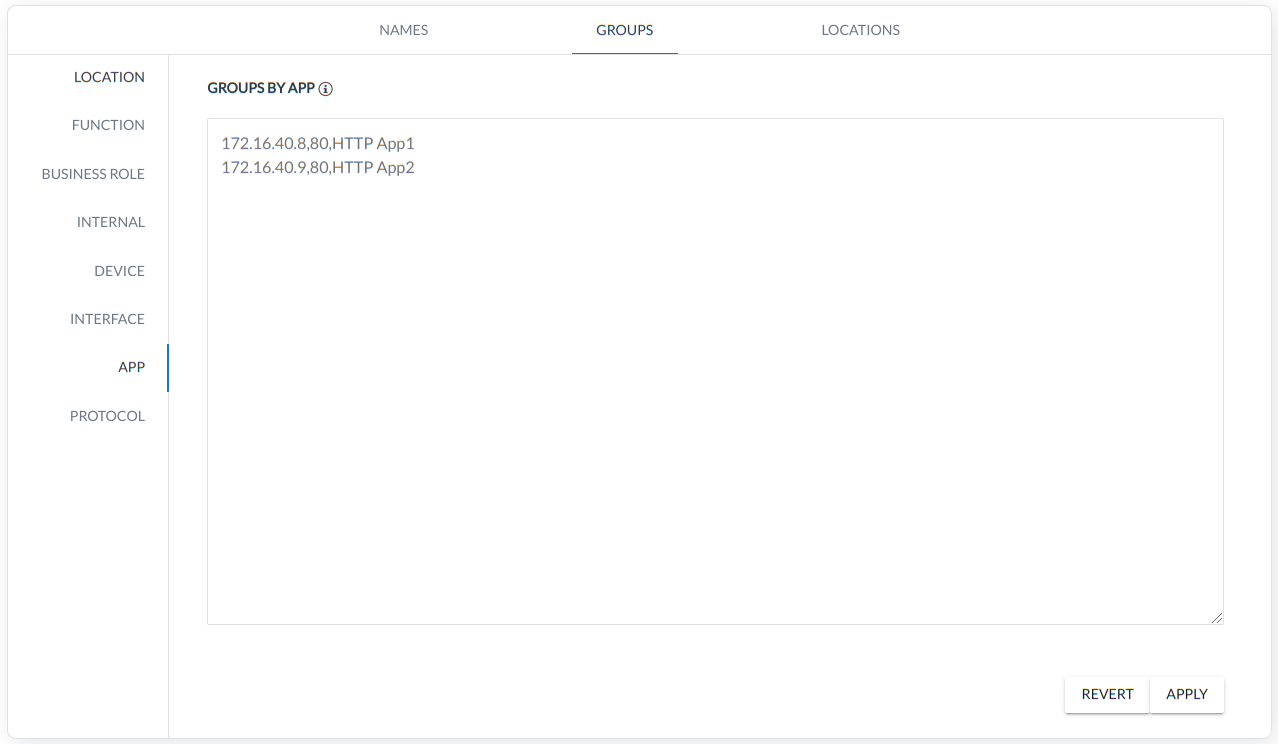 NAMES
GROUPS
LOCATIONS
LOCATION
FUNCTION
BUSINESS ROLE
INTERNAL
DEVICE
INTERFACE
APP
PROTOCOL
GROUPS BY APP
172.16.40.8,80,HTTP App1
172.16.40.9,80,HTTP App2
REVERT
APPLY